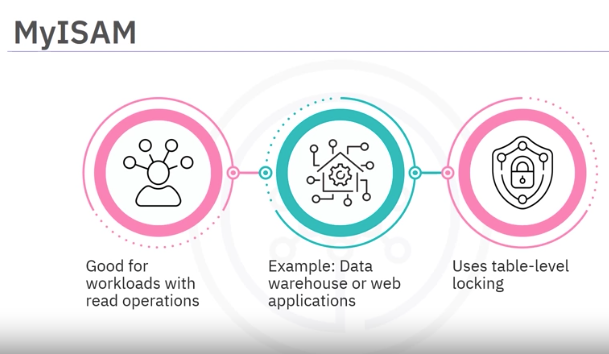 MyISAM
Good for
workloads with
read operations
Example: Data
warehouse or web
applications
Uses table-level
locking